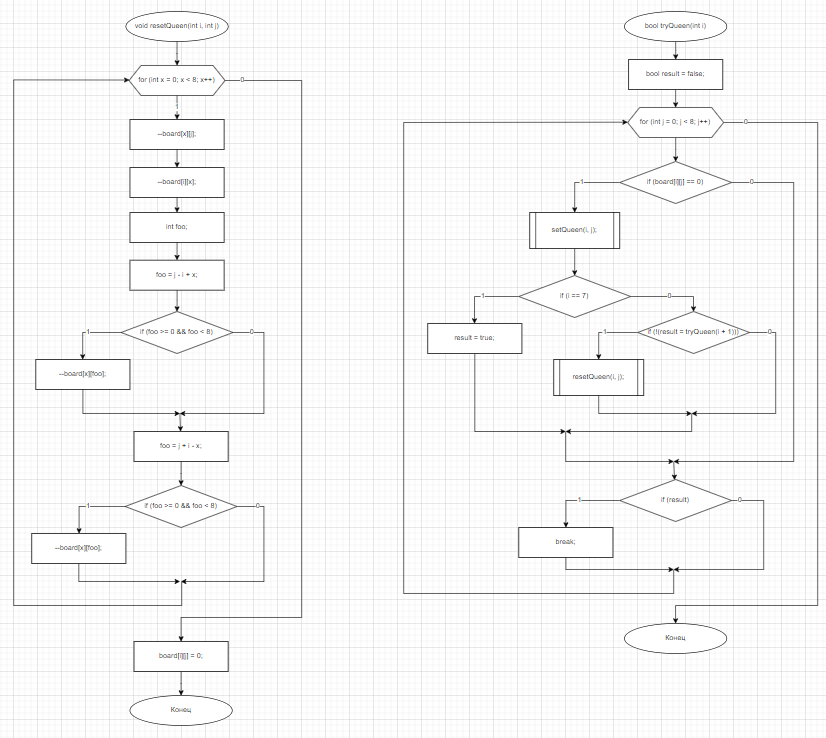 void resetQueen(int i, int j)
for (int x = 0; x < 8; x++)
0
1
--board[x][j];
--board[i][x];
int foo;
foo = j - i + x;
if (foo >= 0 && foo < 8)
1
0
--board[x][foo];
foo = j + i - x;
if (foo >= 0 && foo < 8)
1
0
--board[x][foo];
board[i][j] = 0;
Конец
bool tryQueen(int i)
bool result = false;
for (int j = 0; j < 8; j++)
0
if (board[i][j] == 0)
1
0
setQueen(i, j);
if (i == 7)
1
0
result = true;
if (!(result = tryQueen(i + 1)))
1
0
resetQueen(i, j);
if (result)
1
0
break;
Конец